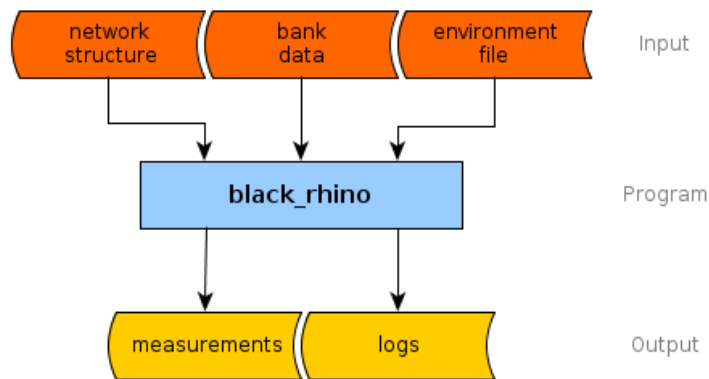 network
structure
bank
data
environment
file
Input
black_rhino
Program
measurements
logs
Output